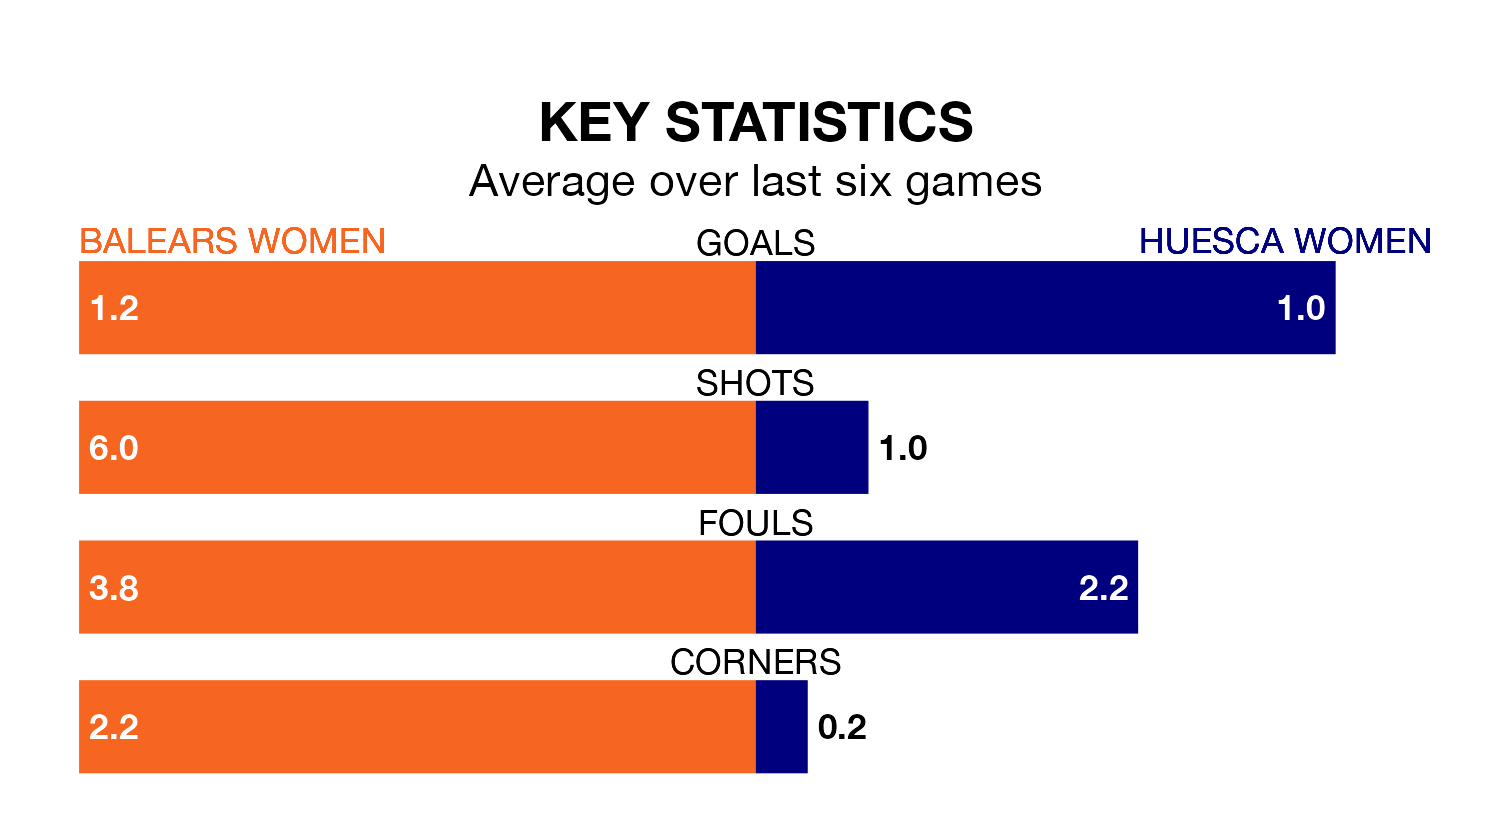 KEY STATISTICS
Average over last six games
BALEARS WOMEN GOALS HUESCA WOMEN
1.2 1.0
SHOTS
6.0 1.0
FOULS
3.8 2.2
CORNERS
2.2 0.2